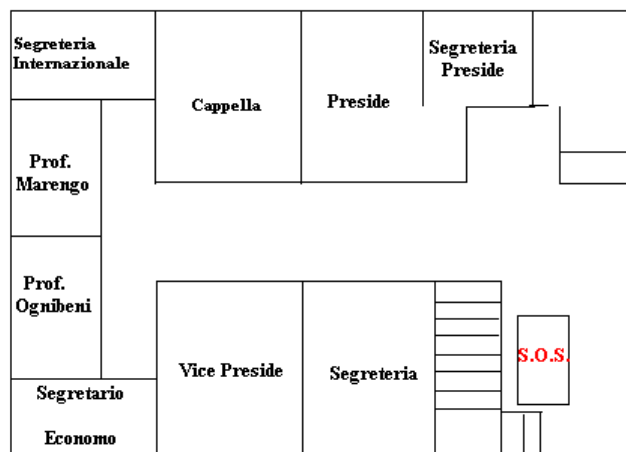 Segreteria
Internazionale
Cappella
Preside
Segreteria
Preside
Prof.
Marengo
Prof.
Ognibeni
Vice Preside
Segreteria
S.O.S.
Segretario
Economo